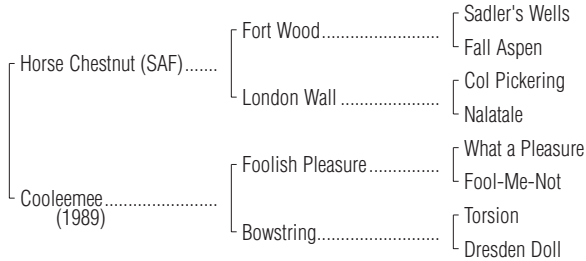 Sadler's Wells
Fort Wood
Fall Aspen
Horse Chestnut (SAF)
Col Pickering
London Wall
Nalatale
What a Pleasure
Foolish Pleasure
Fool-Me-Not
Cooleemee
(1989)
Torsion
Bowstring
Dresden Doll